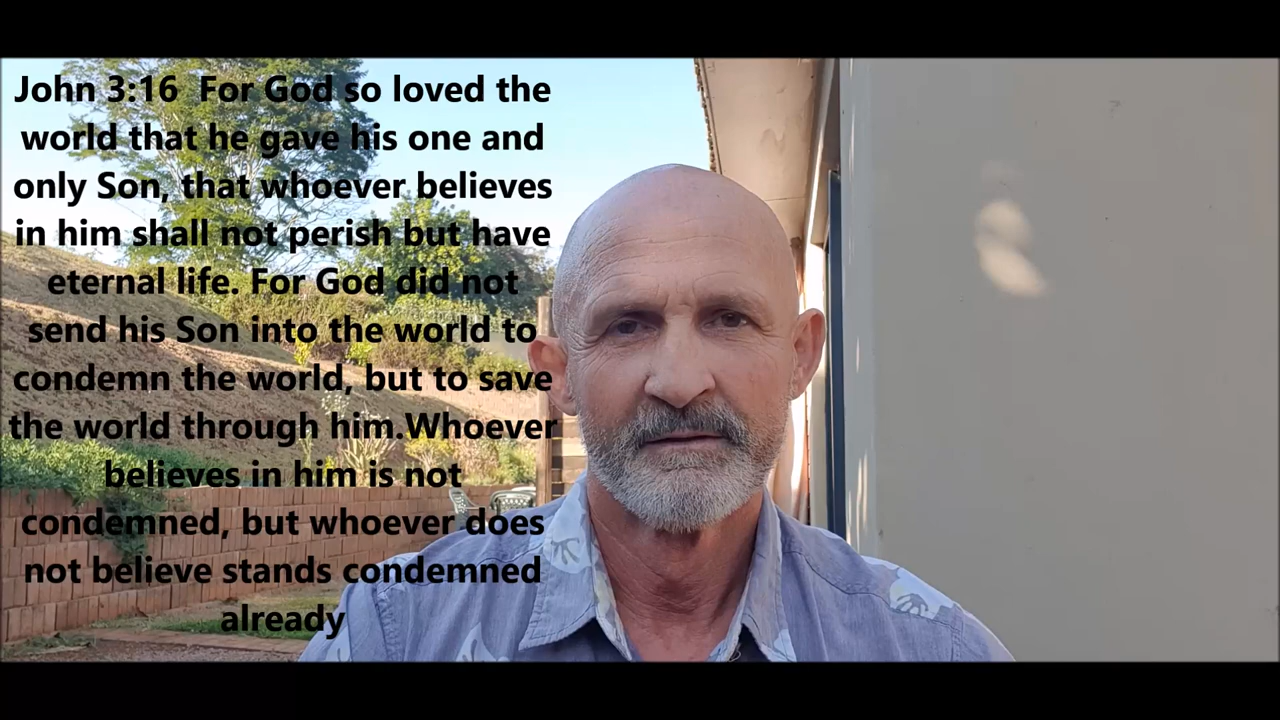 John 3:16  For God so loved the
world that he gave his one and
only Son, that whoever believes
in him shall not perish but have
eternal life. For God did not
send his Son into the world to
condemn the world, but to save
the world through him.Whoever
believes in him is not
condemned, but whoever does
not believe stands condemned
already